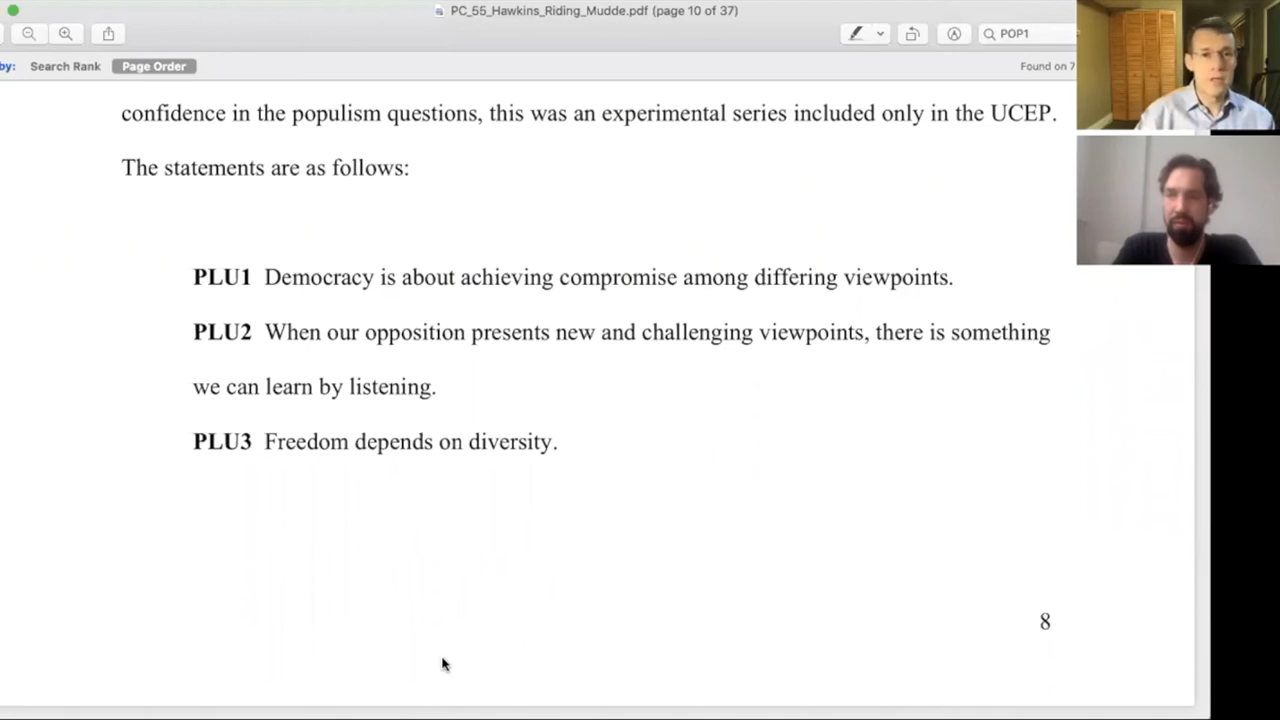 PC_55_Hawkins_Riding_Mudde.pdf (page 10 of 37)
POP1
by: Search Rank Page Order Found on 7
confidence in the populism questions, this was an experimental series included only in the UCEP.
The statements are as follows:
PLU1 Democracy is about achieving compromise among differing viewpoints.
PLU2 When our opposition presents new and challenging viewpoints, there is something
we can learn by listening.
PLU3 Freedom depends on diversity.
8